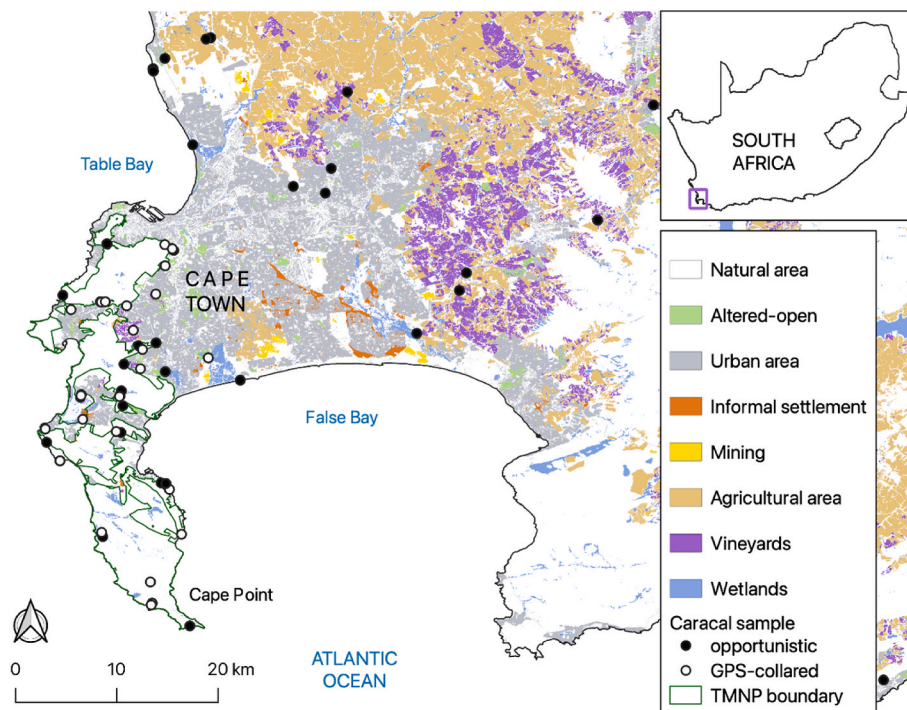 Table Bay
SOUTH
AFRICA
CAPE
TOWN
False Bay
Cape Point
ATLANTIC
OCEAN
0 10 20 km
Natural area
Altered-open
Urban area
Informal settlement
Mining
Agricultural area
Vineyards
Wetlands
Caracal sample
opportunistic
GPS-collared
TMNP boundary